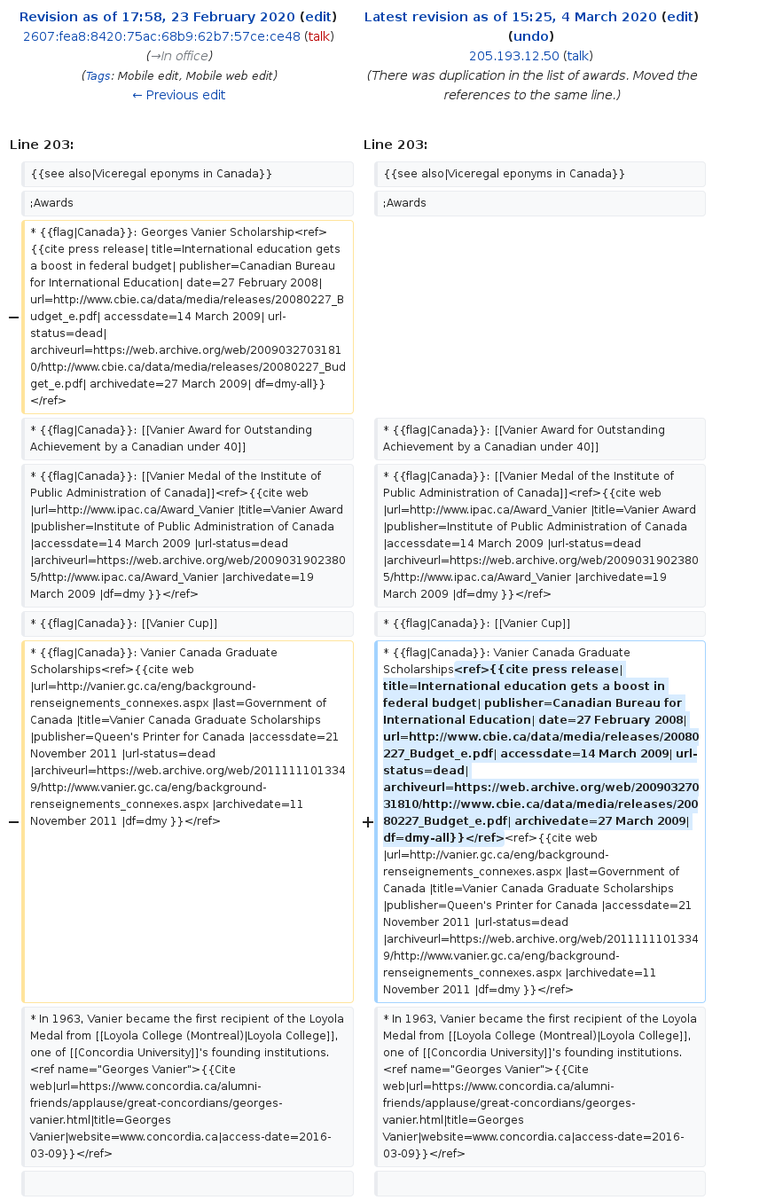 Revision as of 17:58, 23 February 2020 (edit)
2607:fea8:8420:75ac:68b9:62b7:57ce:ce48 (talk)
(→In office)
(Tags: Mobile edit, Mobile web edit)
← Previous edit
Latest revision as of 15:25, 4 March 2020 (edit)
(undo)
205.193.12.50 (talk)
(There was duplication in the list of awards. Moved the
references to the same line.)
Line 203:
Line 203:
{{see also|Viceregal eponyms in Canada}}
{{see also|Viceregal eponyms in Canada}}
;Awards
;Awards
−
* {{flag|Canada}}: Georges Vanier Scholarship<ref>
{{cite press release| title=International education gets
a boost in federal budget| publisher=Canadian Bureau
for International Education| date=27 February 2008|
url=http://www.cbie.ca/data/media/releases/20080227_B
udget_e.pdf| accessdate=14 March 2009| url-
status=dead|
archiveurl=https://web.archive.org/web/2009032703181
0/http://www.cbie.ca/data/media/releases/20080227_Bud
get_e.pdf| archivedate=27 March 2009| df=dmy-all}}
</ref>
* {{flag|Canada}}: [[Vanier Award for Outstanding
Achievement by a Canadian under 40]]
* {{flag|Canada}}: [[Vanier Award for Outstanding
Achievement by a Canadian under 40]]
* {{flag|Canada}}: [[Vanier Medal of the Institute of
Public Administration of Canada]]<ref>{{cite web
|url=http://www.ipac.ca/Award_Vanier |title=Vanier Award
|publisher=Institute of Public Administration of Canada
|accessdate=14 March 2009 |url-status=dead
|archiveurl=https://web.archive.org/web/2009031902380
5/http://www.ipac.ca/Award_Vanier |archivedate=19
March 2009 |df=dmy }}</ref>
* {{flag|Canada}}: [[Vanier Medal of the Institute of
Public Administration of Canada]]<ref>{{cite web
|url=http://www.ipac.ca/Award_Vanier |title=Vanier Award
|publisher=Institute of Public Administration of Canada
|accessdate=14 March 2009 |url-status=dead
|archiveurl=https://web.archive.org/web/2009031902380
5/http://www.ipac.ca/Award_Vanier |archivedate=19
March 2009 |df=dmy }}</ref>
* {{flag|Canada}}: [[Vanier Cup]]
* {{flag|Canada}}: [[Vanier Cup]]
−
* {{flag|Canada}}: Vanier Canada Graduate
Scholarships<ref>{{cite web
|url=http://vanier.gc.ca/eng/background-
renseignements_connexes.aspx |last=Government of
Canada |title=Vanier Canada Graduate Scholarships
|publisher=Queen's Printer for Canada |accessdate=21
November 2011 |url-status=dead
|archiveurl=https://web.archive.org/web/2011111101334
9/http://www.vanier.gc.ca/eng/background-
renseignements_connexes.aspx |archivedate=11
November 2011 |df=dmy }}</ref>
+
* {{flag|Canada}}: Vanier Canada Graduate
Scholarships<ref>{{cite press release|
title=International education gets a boost in
federal budget| publisher=Canadian Bureau for
International Education| date=27 February 2008|
url=http://www.cbie.ca/data/media/releases/20080
227_Budget_e.pdf| accessdate=14 March 2009| url-
status=dead|
archiveurl=https://web.archive.org/web/200903270
31810/http://www.cbie.ca/data/media/releases/200
80227_Budget_e.pdf| archivedate=27 March 2009|
df=dmy-all}}</ref><ref>{{cite web
|url=http://vanier.gc.ca/eng/background-
renseignements_connexes.aspx |last=Government of
Canada |title=Vanier Canada Graduate Scholarships
|publisher=Queen's Printer for Canada |accessdate=21
November 2011 |url-status=dead
|archiveurl=https://web.archive.org/web/2011111101334
9/http://www.vanier.gc.ca/eng/background-
renseignements_connexes.aspx |archivedate=11
November 2011 |df=dmy }}</ref>
* In 1963, Vanier became the first recipient of the Loyola
Medal from [[Loyola College (Montreal)|Loyola College]],
one of [[Concordia University]]'s founding institutions.
<ref name="Georges Vanier">{{Cite
web|url=https://www.concordia.ca/alumni-
friends/applause/great-concordians/georges-
vanier.html|title=Georges
Vanier|website=www.concordia.ca|access-date=2016-
03-09}}</ref>
* In 1963, Vanier became the first recipient of the Loyola
Medal from [[Loyola College (Montreal)|Loyola College]],
one of [[Concordia University]]'s founding institutions.
<ref name="Georges Vanier">{{Cite
web|url=https://www.concordia.ca/alumni-
friends/applause/great-concordians/georges-
vanier.html|title=Georges
Vanier|website=www.concordia.ca|access-date=2016-
03-09}}</ref>